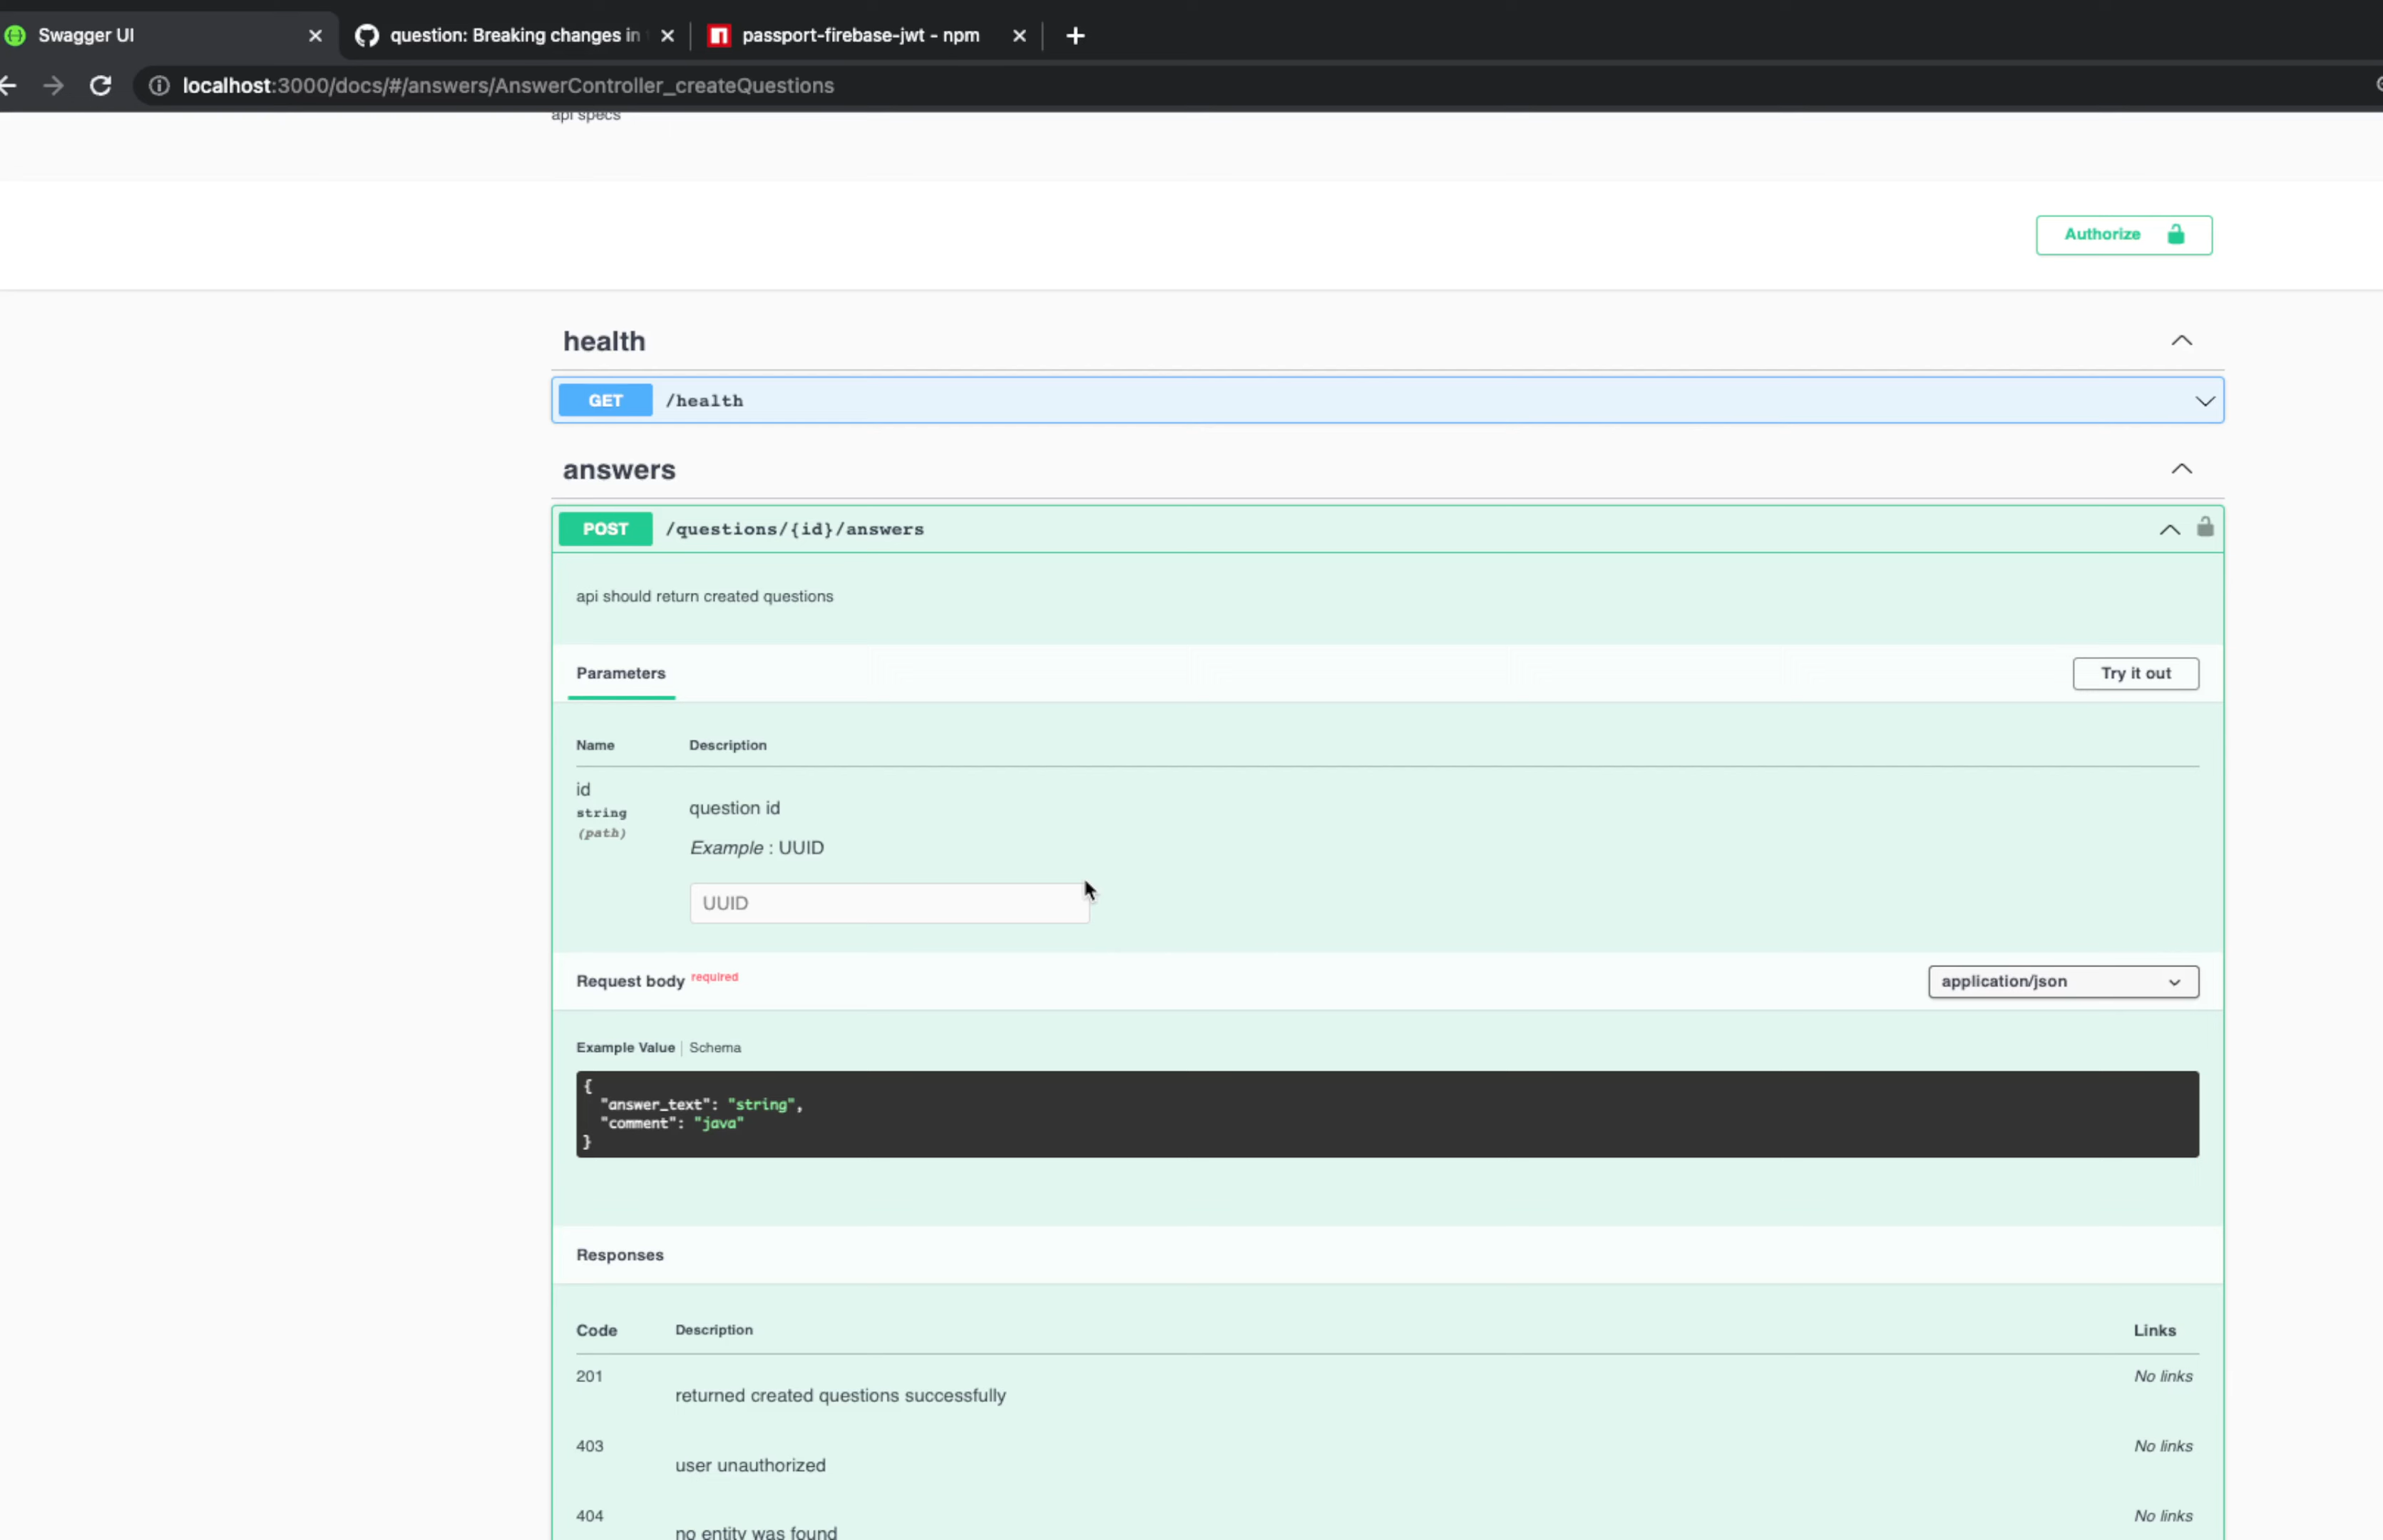 Swagger UI
question: Breaking changes in
passport-firebase-jwt - npm
localhost:3000/docs/#/answers/AnswerController_createQuestions
api specs
Authorize
health
GET /health
answers
POST /questions/{id}/answers
api should return created questions
Parameters
Try it out
Name Description
id
string
(path)
question id
Example : UUID
UUID
Request body required
application/json
Example Value | Schema
{
"answer_text": "string",
"comment": "java"
}
Responses
Code Description Links
201 No links
returned created questions successfully
403 No links
user unauthorized
404 No links
no entity was found